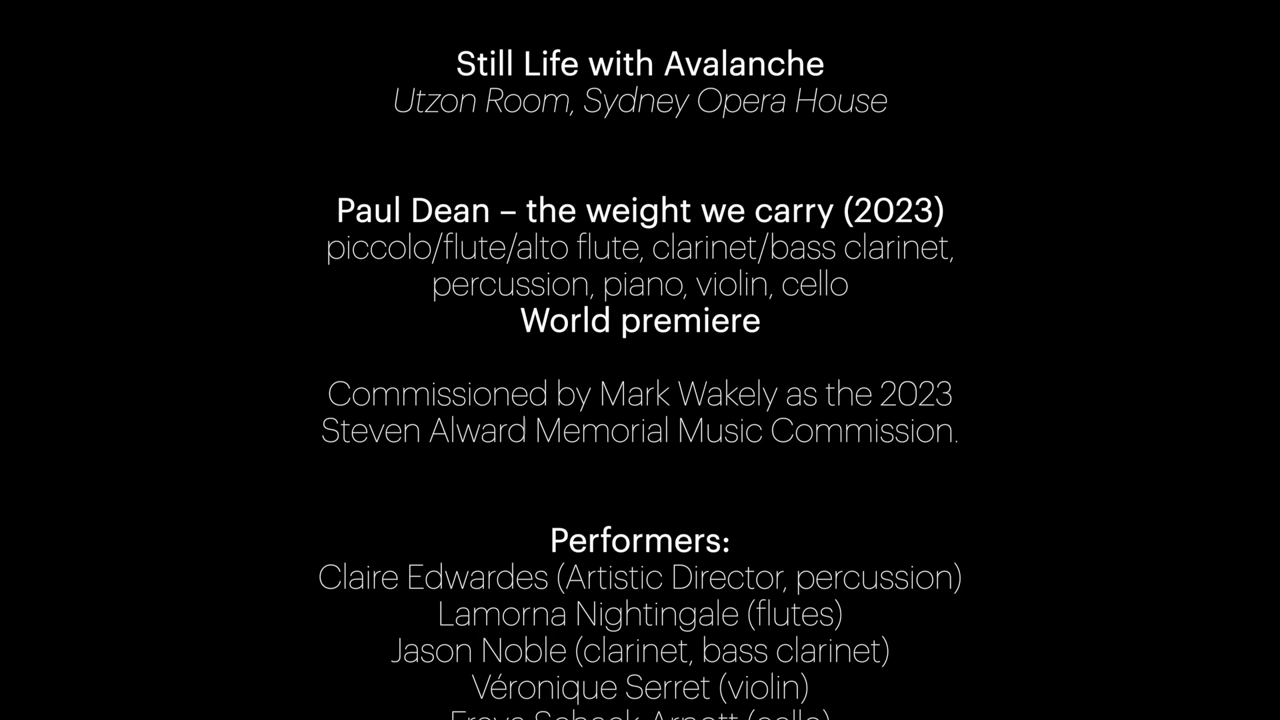 Still Life with Avalanche
Utzon Room, Sydney Opera House
Paul Dean – the weight we carry (2023)
piccolo/flute/alto flute, clarinet/bass clarinet,
percussion, piano, violin, cello
World premiere
Commissioned by Mark Wakely as the 2023
Steven Alward Memorial Music Commission.
Performers:
Claire Edwardes (Artistic Director, percussion)
Lamorna Nightingale (flutes)
Jason Noble (clarinet, bass clarinet)
Véronique Serret (violin)